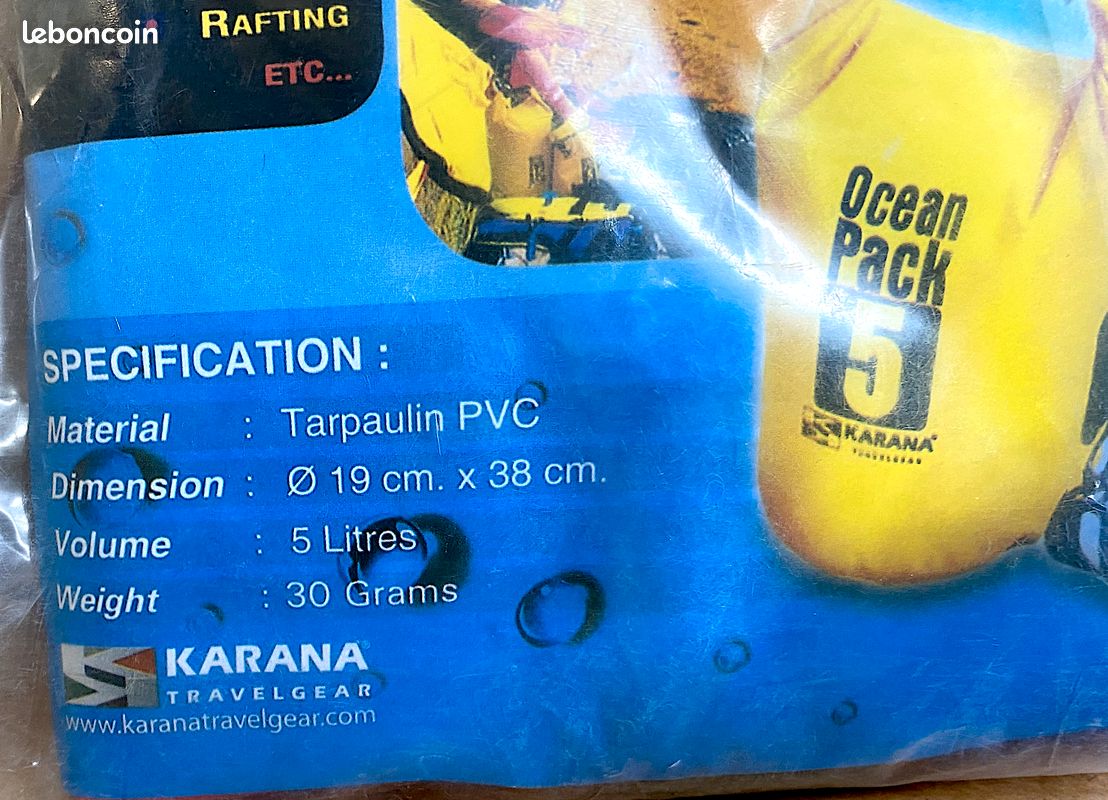 leboncoin
RAFTING
ETC...
Ocean
Pack
5
KARANA
TRAVELGEAR
SPECIFICATION :
Material : Tarpaulin PVC
Dimension : Ø 19 cm. x 38 cm.
Volume : 5 Litres
Weight : 30 Grams
KARANA
TRAVELGEAR
www.karanatravelgear.com